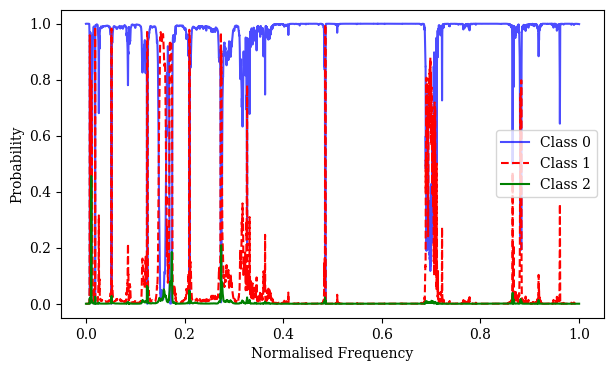 1.0
0.8
0.6
0.4
0.2
0.0
Probability
Class 0
Class 1
Class 2
0.0 0.2 0.4 0.6 0.8 1.0
Normalised Frequency